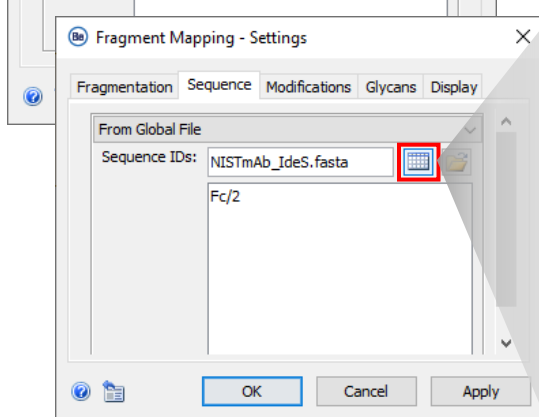 Be Fragment Mapping - Settings
Fragmentation Sequence Modifications Glycans Display
From Global File
Sequence IDs: NISTmAb_IdeS.fasta
Fc/2
OK Cancel Apply